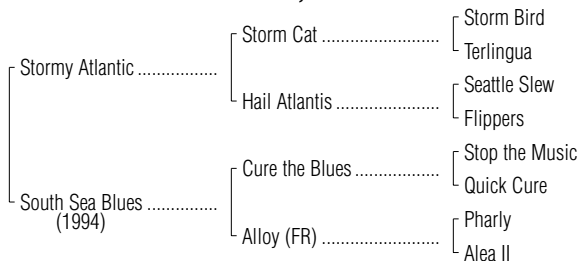 Storm Bird
Storm Cat ........................
Terlingua
Stormy Atlantic ................
Seattle Slew
Hail Atlantis .....................
Flippers
Stop the Music
Cure the Blues .................
Quick Cure
South Sea Blues ..............
(1994)
Pharly
Alloy (FR) ........................
Alea II